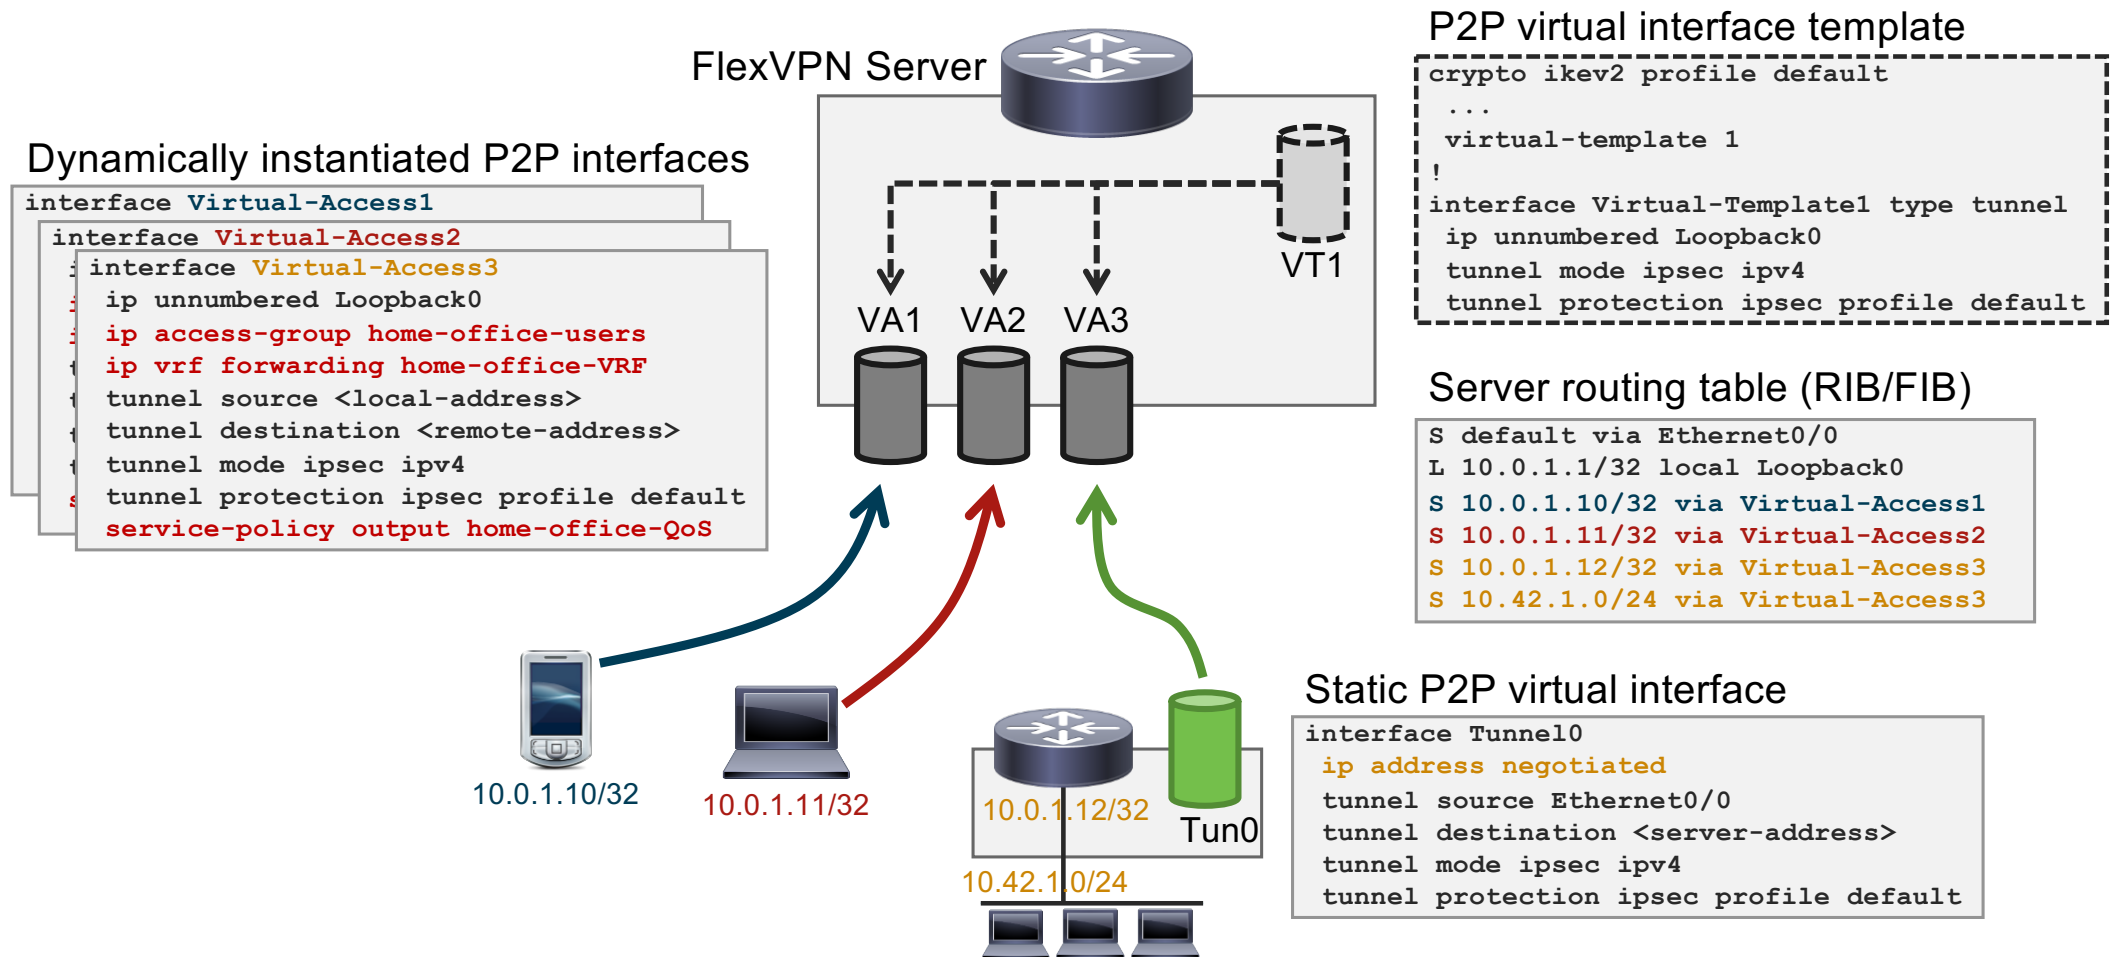 P2P virtual interface template
crypto ikev2 profile default
...
virtual-template 1
!
interface Virtual-Template1 type tunnel
ip unnumbered Loopback0
tunnel mode ipsec ipv4
tunnel protection ipsec profile default
FlexVPN Server
VT1
VA1 VA2 VA3
Dynamically instantiated P2P interfaces
interface Virtual-Access1
interface Virtual-Access2
interface Virtual-Access3
ip unnumbered Loopback0
ip access-group home-office-users
ip vrf forwarding home-office-VRF
tunnel source <local-address>
tunnel destination <remote-address>
tunnel mode ipsec ipv4
tunnel protection ipsec profile default
service-policy output home-office-QoS
Server routing table (RIB/FIB)
S default via Ethernet0/0
L 10.0.1.1/32 local Loopback0
S 10.0.1.10/32 via Virtual-Access1
S 10.0.1.11/32 via Virtual-Access2
S 10.0.1.12/32 via Virtual-Access3
S 10.42.1.0/24 via Virtual-Access3
10.0.1.10/32
10.0.1.11/32
10.0.1.12/32
Tun0
10.42.1.0/24
Static P2P virtual interface
interface Tunnel0
ip address negotiated
tunnel source Ethernet0/0
tunnel destination <server-address>
tunnel mode ipsec ipv4
tunnel protection ipsec profile default